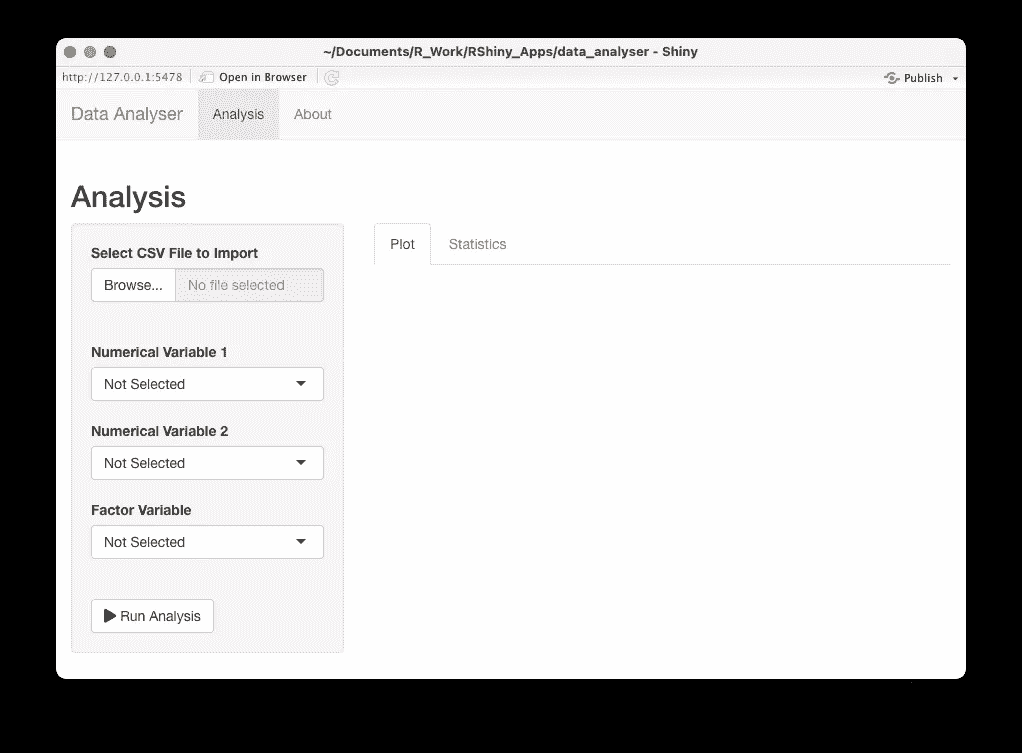 ~/Documents/R_Work/RShiny_Apps/data_analyser - Shiny
http://127.0.0.1:5478 Open in Browser Publish
Data Analyser Analysis About
Analysis
Select CSV File to Import
Browse... No file selected
Numerical Variable 1
Not Selected
Numerical Variable 2
Not Selected
Factor Variable
Not Selected
Run Analysis
Plot Statistics